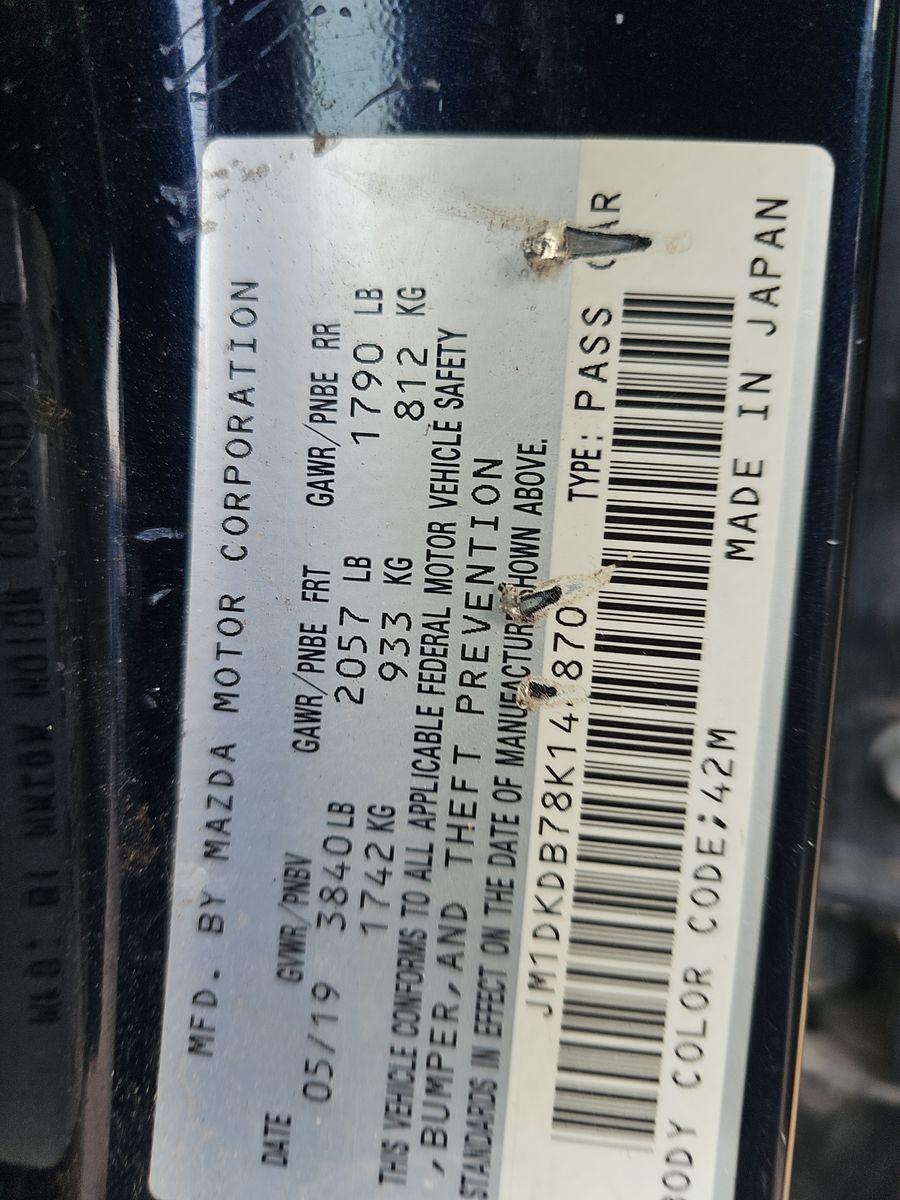 MFD. BY MAZDA MOTOR CORPORATION
DATE GVWR/PNBV GAWR/PNBE FRT GAWR/PNBE RR
05/19 3840LB 2057 LB 1790 LB
1742KG 933 KG 812 KG
THIS VEHICLE CONFORMS TO ALL APPLICABLE FEDERAL MOTOR VEHICLE SAFETY
,BUMPER,AND THEFT PREVENTION
STANDARDS IN EFFECT ON THE DATE OF MANUFACTURE SHOWN ABOVE.
TYPE: PASS CAR
BODY COLOR CODE;42M MADE IN JAPAN